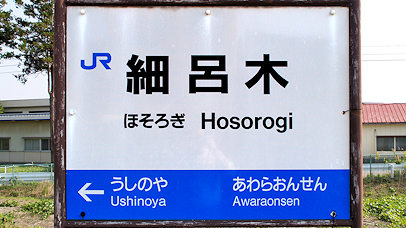 JR 細呂木
ほそろぎ Hosorogi
← うしのや あわらおんせん
Ushinoya Awaraonsen